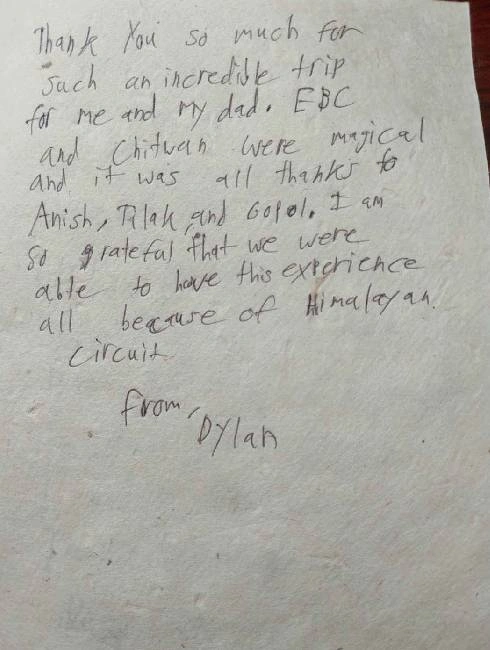 Thank You so much for
such an incredible trip
for me and my dad. EBC
and Chitwan were magical
and it was all thanks to
Anish, Tilak, and Gopol. I am
so grateful that we were
able to have this experience
all because of Himalayan.
circuit
from,
Dylan